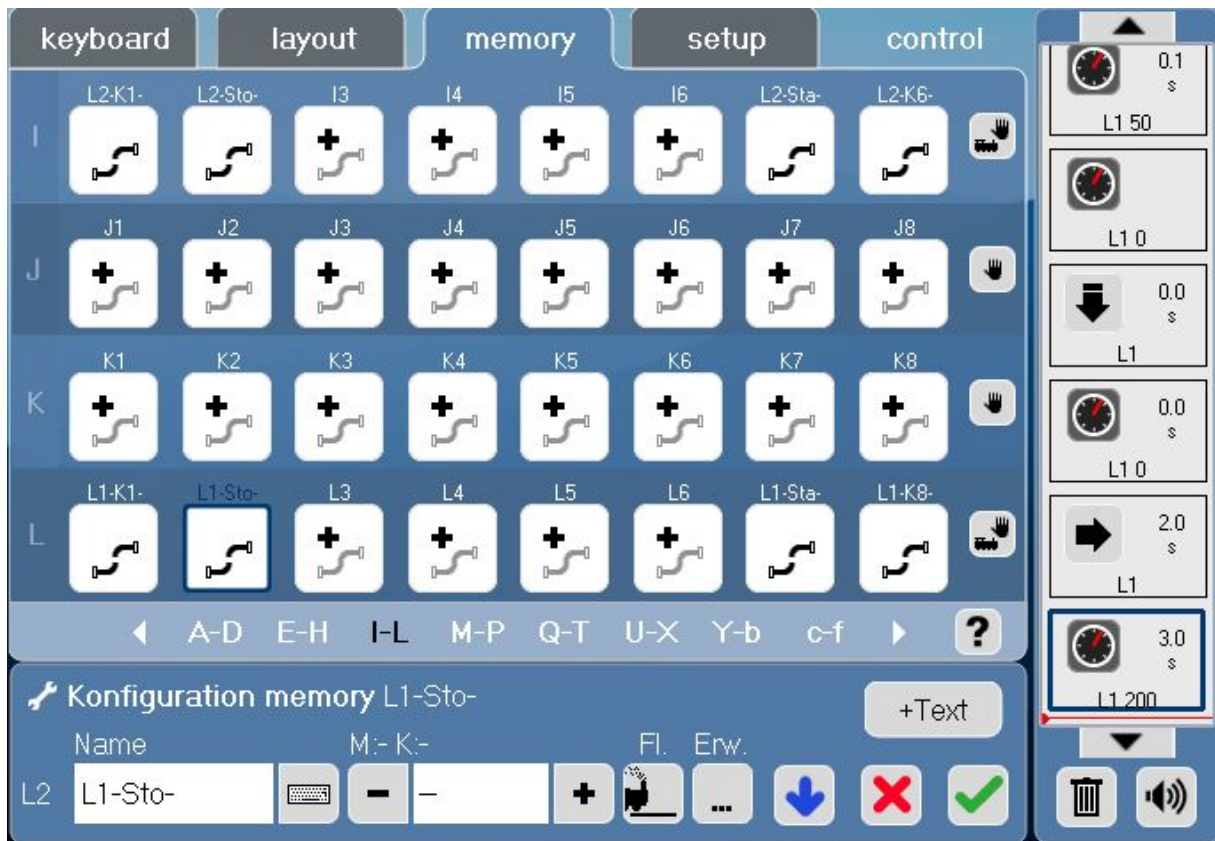 keyboard layout memory setup control
L2-K1- L2-Sto- I3 I4 I5 I6 L2-Sta- L2-K6-
I
J1 J2 J3 J4 J5 J6 J7 J8
J
K1 K2 K3 K4 K5 K6 K7 K8
K
L1-K1- L1-Sto- L3 L4 L5 L6 L1-Sta- L1-K8-
L
A-D E-H I-L M-P Q-T U-X Y-b c-f ?
Konfiguration memory L1-Sto-
+Text
Name M:- K:- Fl. Erw.
L2 L1-Sto- - – + ...
0.1
s
L1 50
L1 0
0.0
s
L1
0.0
s
L1 0
2.0
s
L1
3.0
s
L1 200